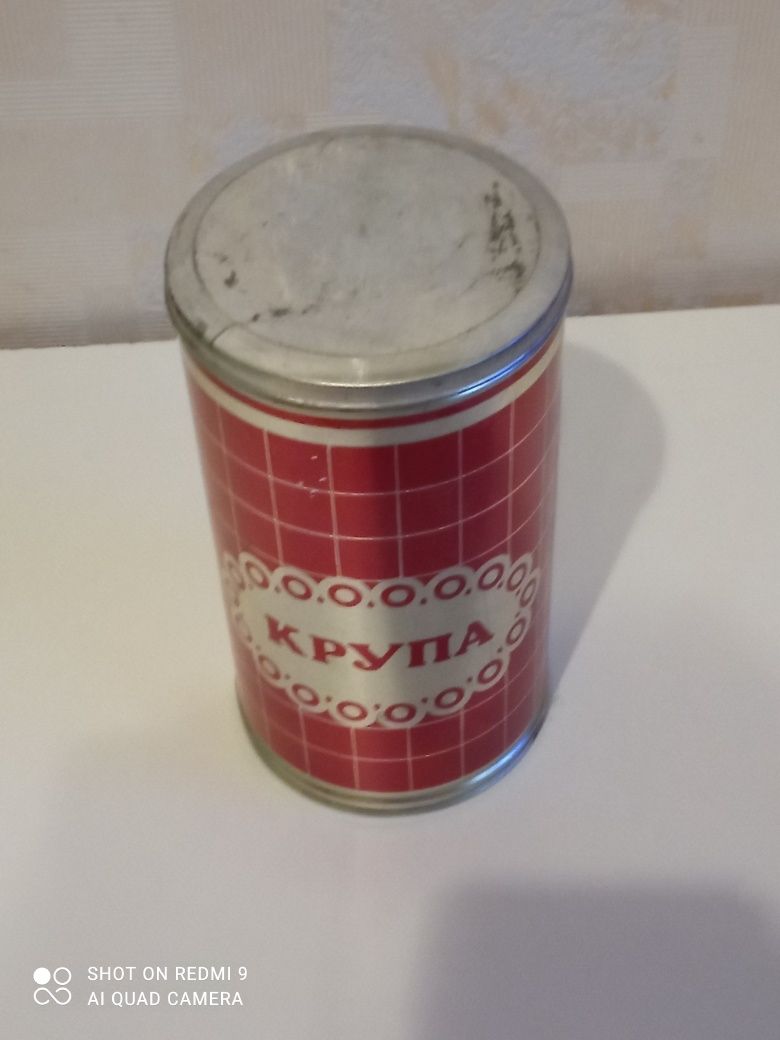 КРУПА
SHOT ON REDMI 9
AI QUAD CAMERA